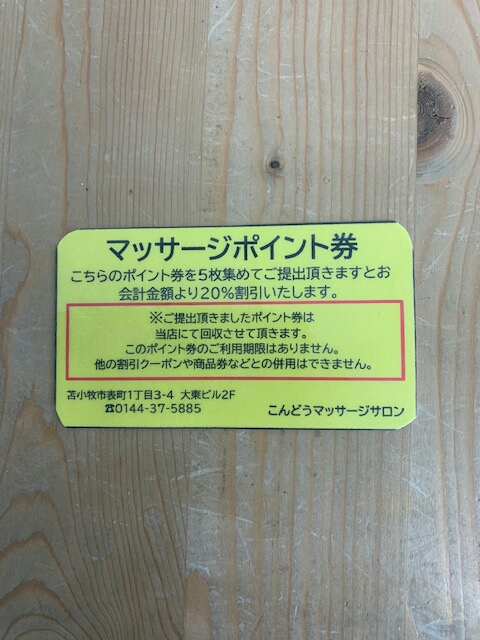 マッサージポイント券
こちらのポイント券を5枚集めてご提出頂きますとお
会計金額より20%割引いたします。
※ご提出頂きましたポイント券は
当店にて回収させて頂きます。
このポイント券のご利用期限はありません。
他の割引クーポンや商品券などとの併用はできません。
苫小牧市表町1丁目3-4 大東ビル2F
☎0144-37-5885
こんどうマッサージサロン